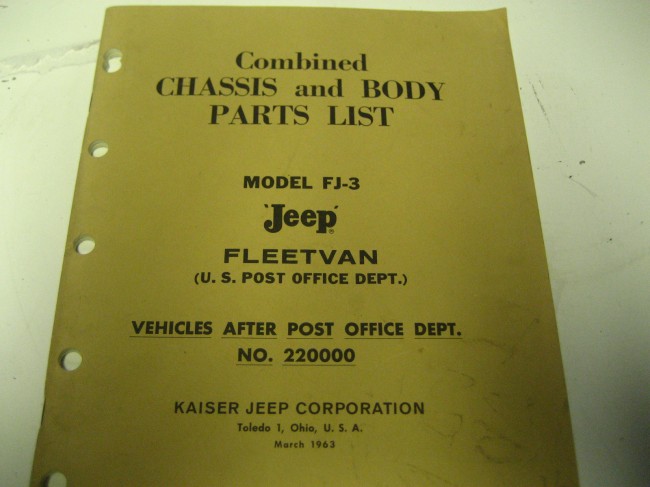 Combined
CHASSIS and BODY
PARTS LIST
MODEL FJ-3
'Jeep'®
FLEETVAN
(U. S. POST OFFICE DEPT.)
VEHICLES AFTER POST OFFICE DEPT.
NO. 220000
KAISER JEEP CORPORATION
Toledo 1, Ohio, U. S. A.
March 1963